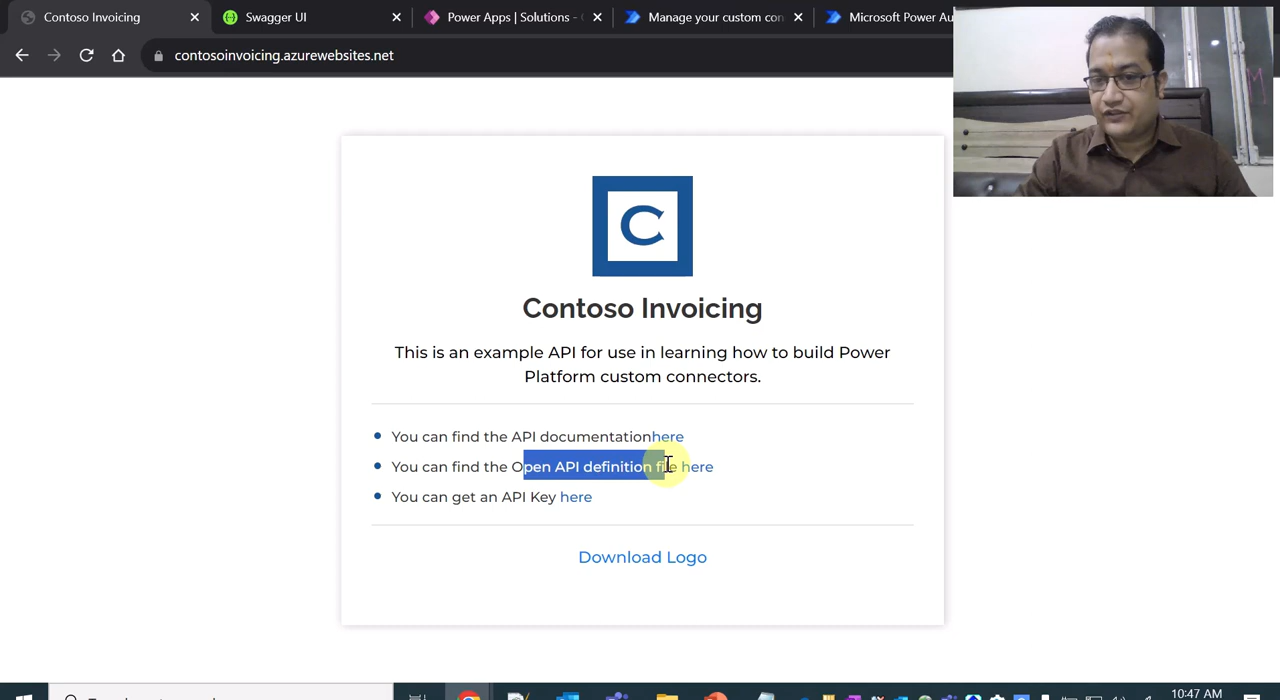 Contoso Invoicing
Swagger UI
Power Apps | Solutions -
Manage your custom con
Microsoft Power Au
contosoinvoicing.azurewebsites.net
C
Contoso Invoicing
This is an example API for use in learning how to build Power
Platform custom connectors.
You can find the API documentationhere
You can find the Open API definition file here
You can get an API Key here
Download Logo
10:47 AM